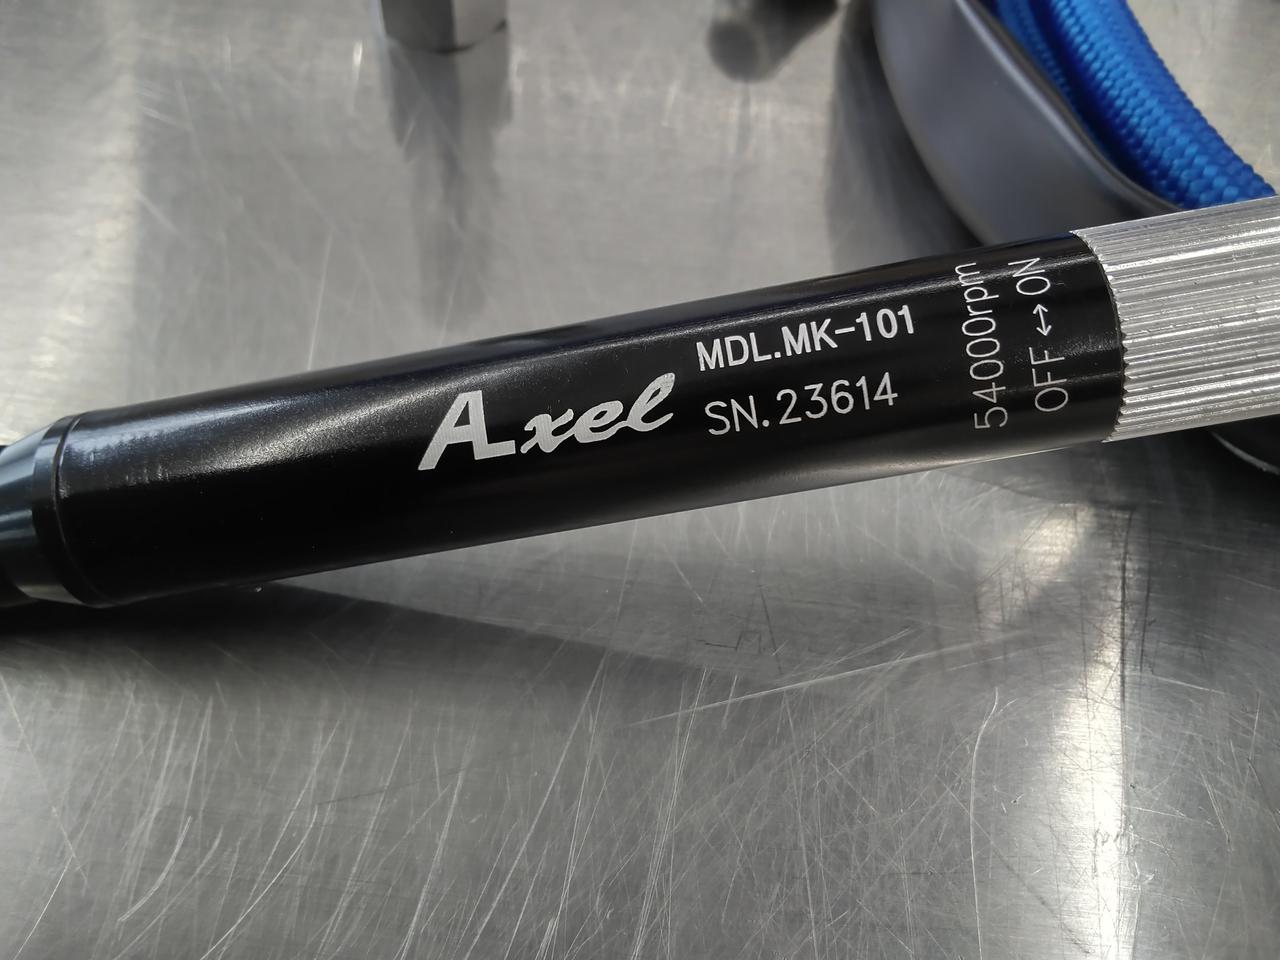 Axel
MDL.MK-101
SN.23614
54000rpm
OFF ↔ ON